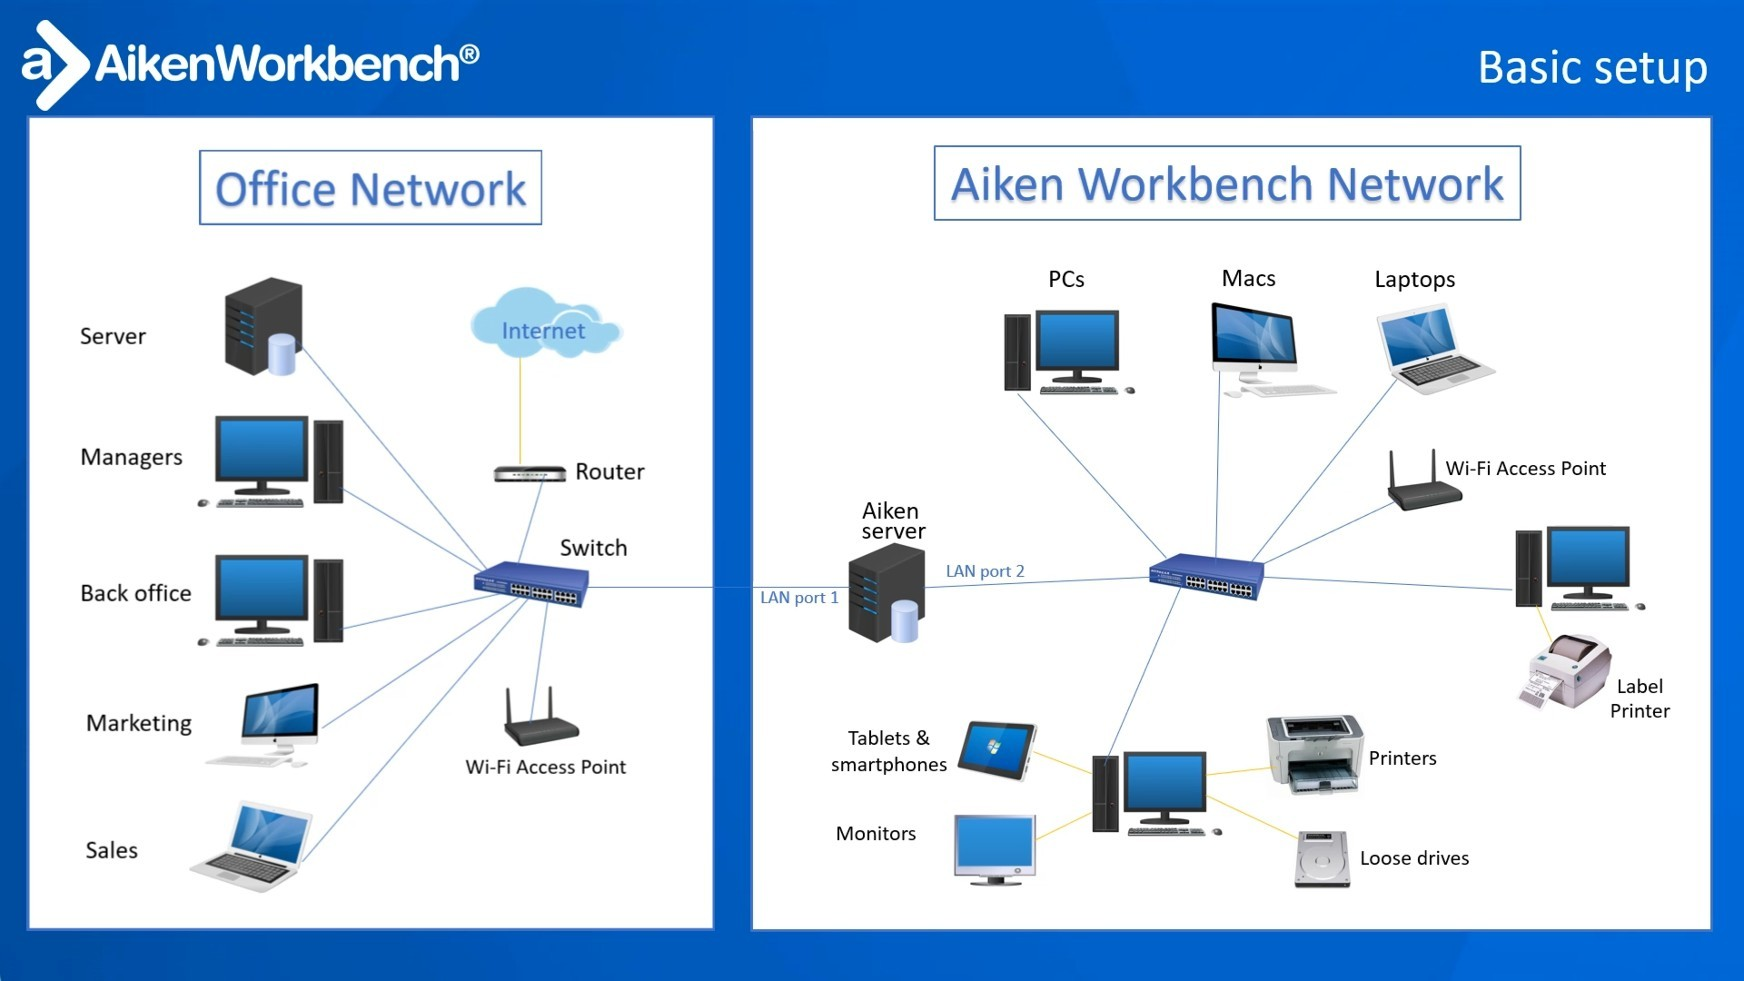 a AikenWorkbench®
Basic setup
Office Network
Server
Internet
Managers
Router
Switch
Back office
Marketing
Wi-Fi Access Point
Sales
Aiken Workbench Network
PCs
Macs
Laptops
Wi-Fi Access Point
Aiken
server
LAN port 1
LAN port 2
Label
Printer
Tablets &
smartphones
Printers
Monitors
Loose drives